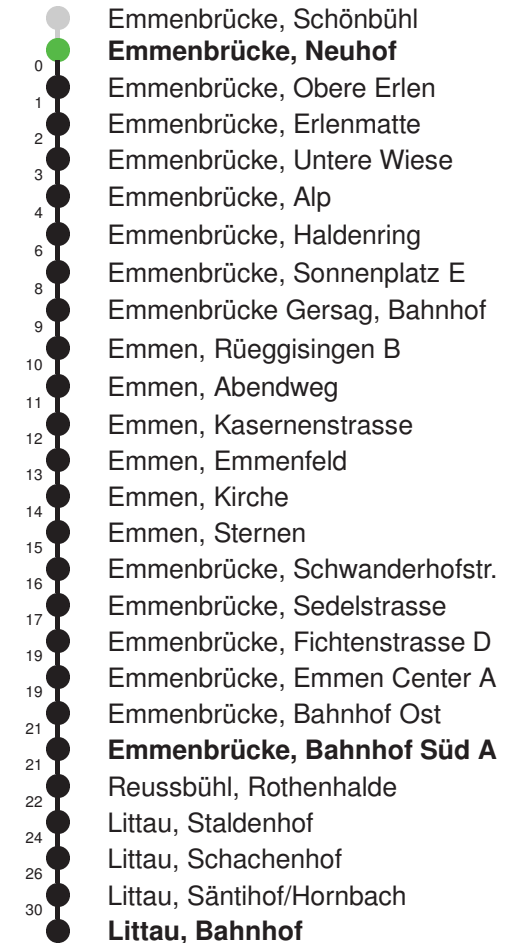 Emmenbrücke, Schönbühl
Emmenbrücke, Neuhof
0
Emmenbrücke, Obere Erlen
1
Emmenbrücke, Erlenmatte
2
Emmenbrücke, Untere Wiese
3
Emmenbrücke, Alp
4
Emmenbrücke, Haldenring
6
Emmenbrücke, Sonnenplatz E
8
Emmenbrücke Gersag, Bahnhof
9
Emmen, Rüeggisingen B
10
Emmen, Abendweg
11
Emmen, Kasernenstrasse
12
Emmen, Emmenfeld
13
Emmen, Kirche
14
Emmen, Sternen
15
Emmenbrücke, Schwanderhofstr.
16
Emmenbrücke, Sedelstrasse
17
Emmenbrücke, Fichtenstrasse D
19
Emmenbrücke, Emmen Center A
19
Emmenbrücke, Bahnhof Ost
21
Emmenbrücke, Bahnhof Süd A
21
Reussbühl, Rothenhalde
22
Littau, Staldenhof
24
Littau, Schachenhof
26
Littau, Säntihof/Hornbach
30
Littau, Bahnhof